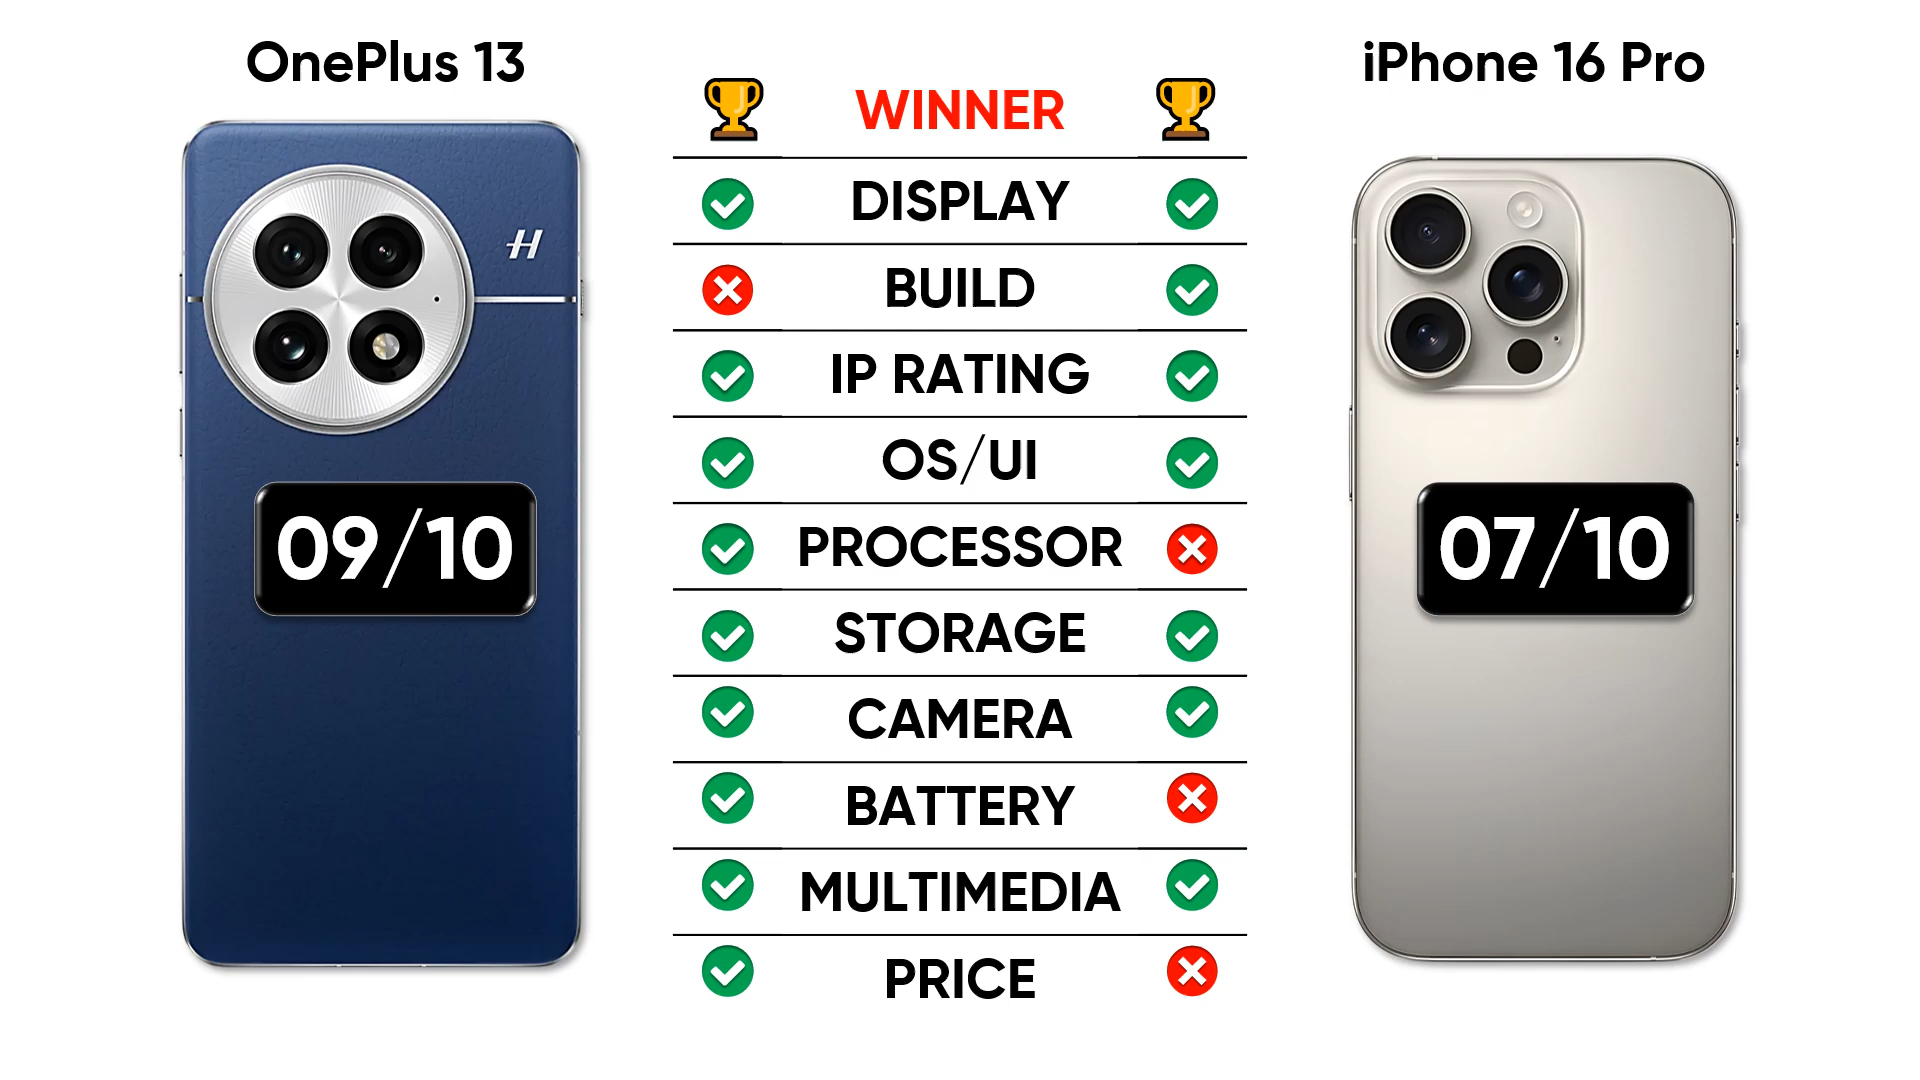 OnePlus 13
iPhone 16 Pro
WINNER
DISPLAY
BUILD
IP RATING
OS/UI
PROCESSOR
STORAGE
CAMERA
BATTERY
MULTIMEDIA
PRICE
09/10
07/10
H